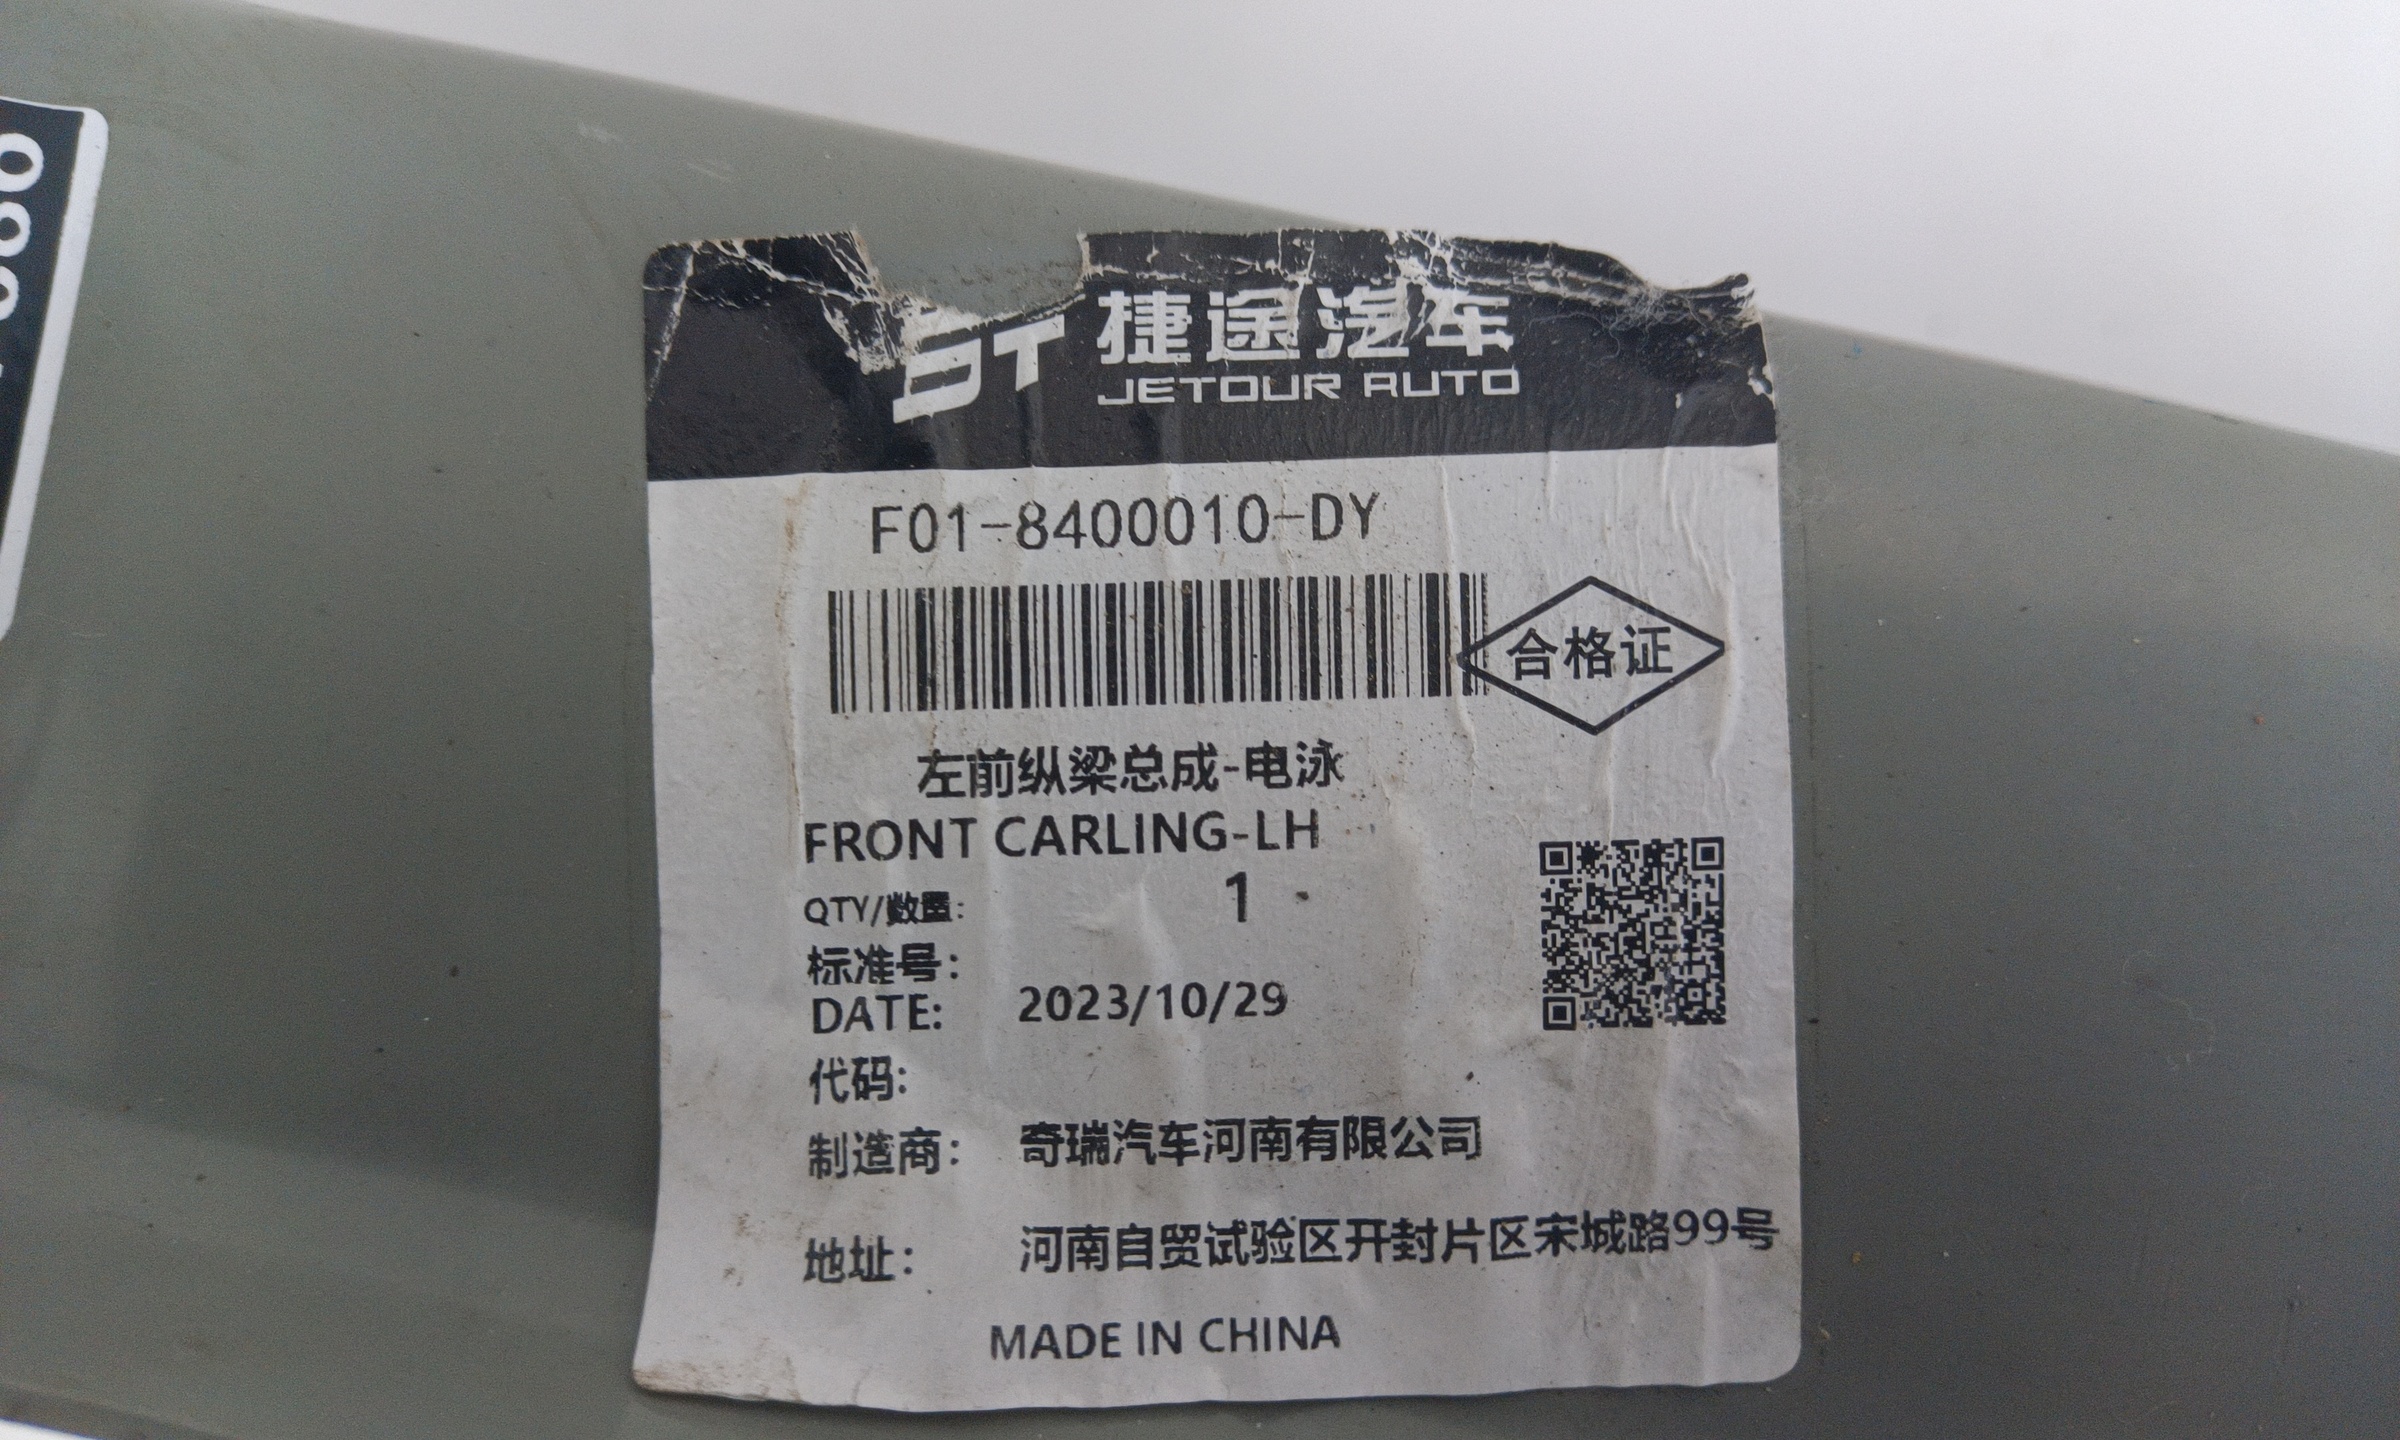 捷途汽车
JETOUR AUTO
F01-8400010-DY
合格证
左前纵梁总成-电泳
FRONT CARLING-LH
QTY/数量: 1
标准号:
DATE: 2023/10/29
代码:
制造商: 奇瑞汽车河南有限公司
地址: 河南自贸试验区开封片区宋城路99号
MADE IN CHINA